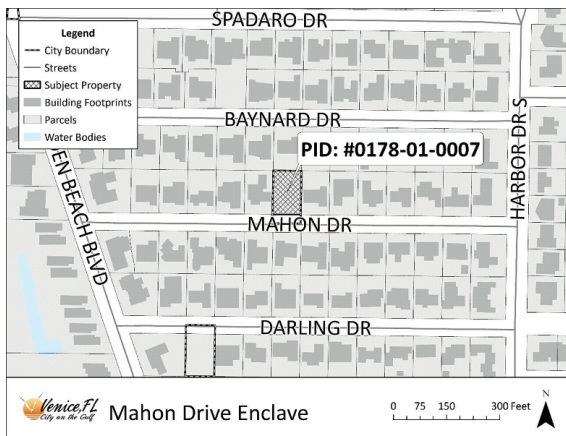 SPADARO DR
Legend
City Boundary
Streets
Subject Property
Building Footprints
Parcels
Water Bodies
BAYNARD DR
PID: #0178-01-0007
HARBOR DR S
DEN BEACH BLVD
MAHON DR
DARLING DR
Venice, FL
City on the Gulf
Mahon Drive Enclave
0 75 150 300 Feet
N